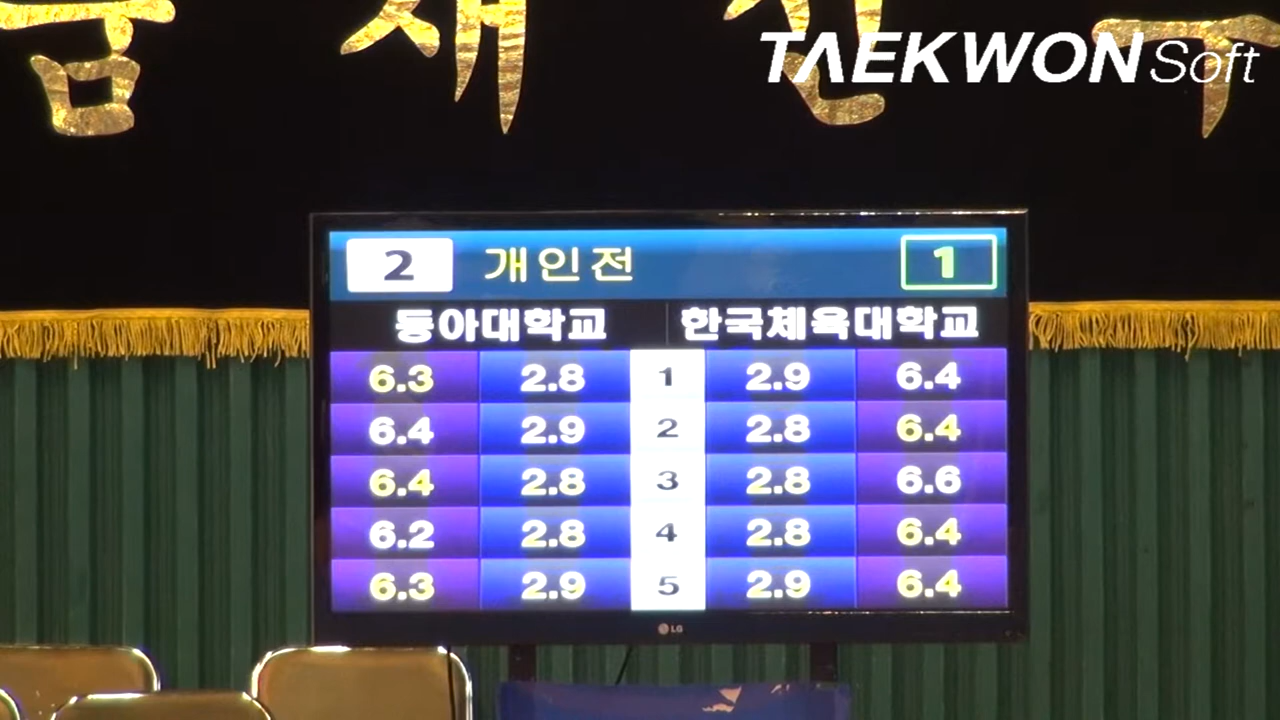 TAEKWONSoft
2 개인전 1
동아대학교 한국체육대학교
6.3 2.8 1 2.9 6.4
6.4 2.9 2 2.8 6.4
6.4 2.8 3 2.8 6.6
6.2 2.8 4 2.8 6.4
6.3 2.9 5 2.9 6.4
LG